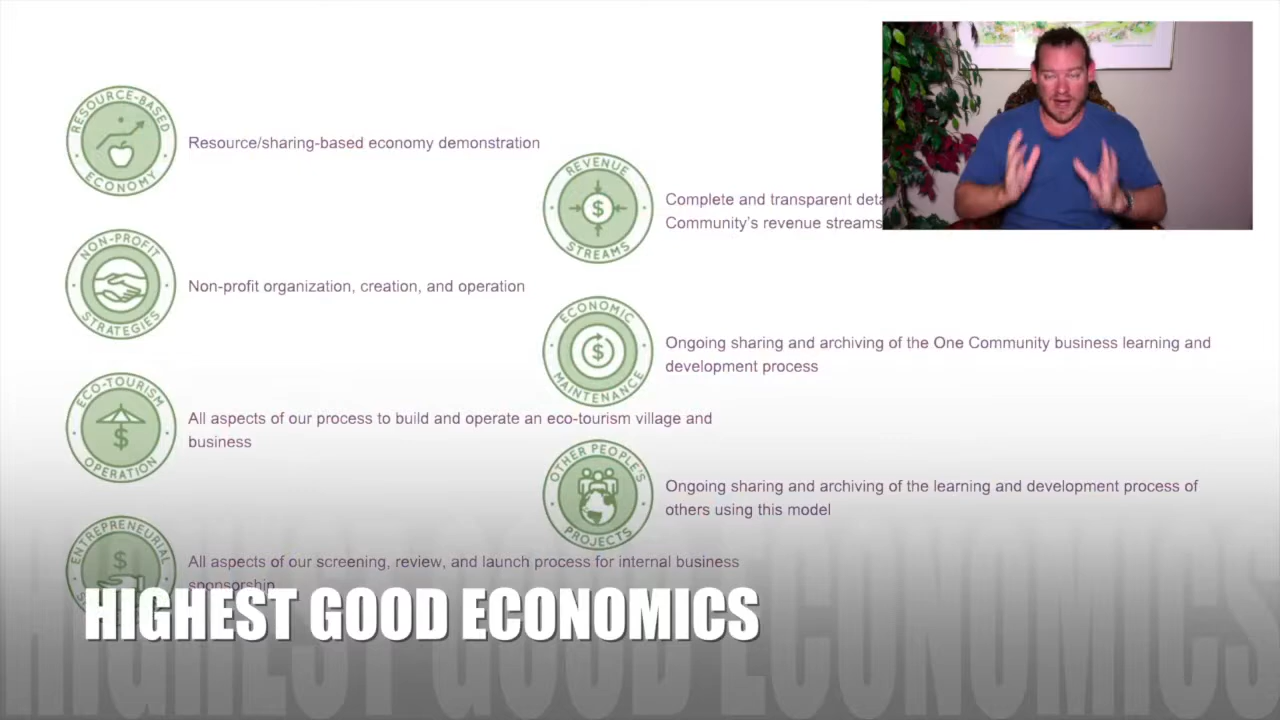 RESOURCE-BASED
ECONOMY
Resource/sharing-based economy demonstration
NON-PROFIT
STRATEGIES
Non-profit organization, creation, and operation
ECO-TOURISM
OPERATION
$
All aspects of our process to build and operate an eco-tourism village and
business
ENTREPRENEURIAL
$
All aspects of our screening, review, and launch process for internal business
sponsorship
REVENUE
STREAMS
$
Complete and transparent
Community’s revenue streams
ECONOMIC
MAINTENANCE
$
Ongoing sharing and archiving of the One Community business learning and
development process
OTHER PEOPLE'S
PROJECTS
Ongoing sharing and archiving of the learning and development process of
others using this model
HIGHEST GOOD ECONOMICS
HIGHEST GOOD ECONOMICS